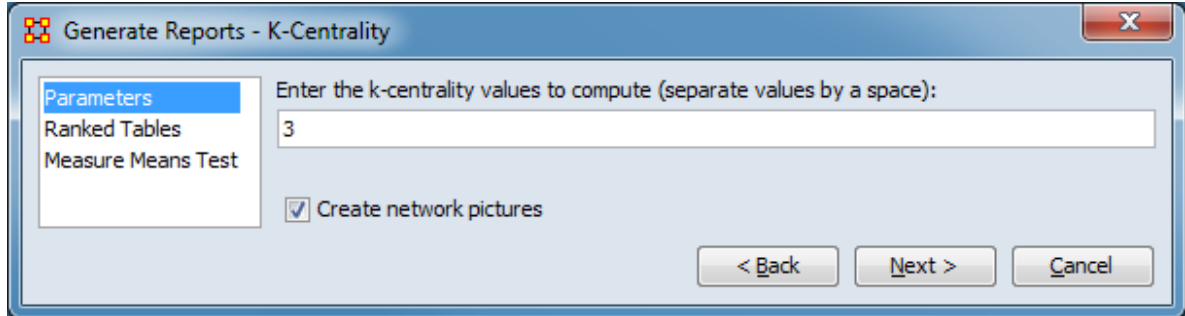 Generate Reports - K-Centrality
x
Parameters
Ranked Tables
Measure Means Test
Enter the k-centrality values to compute (separate values by a space):
3
Create network pictures
< Back
Next >
Cancel